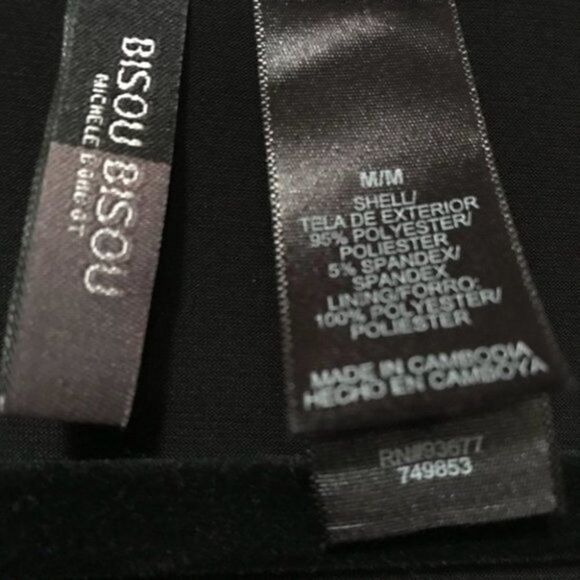 BISOU BISOU
MICHELE BOHBOT
M/M
SHELL/
TELA DE EXTERIOR
95% POLYESTER/
POLIESTER
5% SPANDEX/
SPANDEX
LINING/FORRO:
100% POLYESTER/
POLIESTER
MADE IN CAMBODIA
HECHO EN CAMBOYA
RN#93677
749853